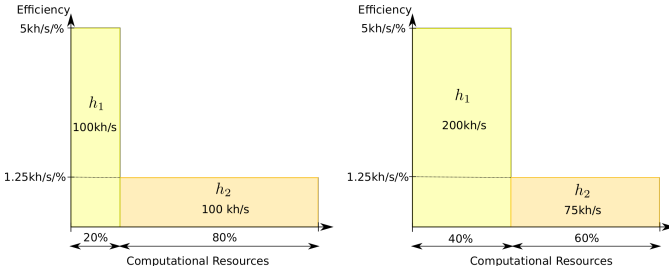 Efficiency
5kh/s/%
h1
100kh/s
1.25kh/s/%
h2
100 kh/s
20%
80%
Computational Resources
Efficiency
5kh/s/%
h1
200kh/s
1.25kh/s/%
h2
75kh/s
40%
60%
Computational Resources